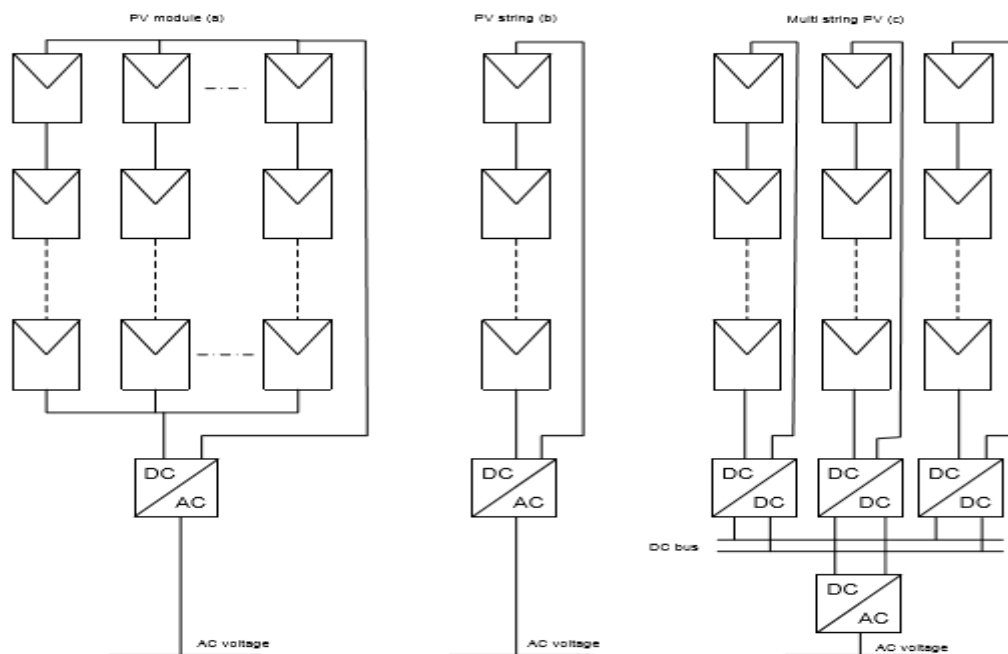 PV module (a)
PV string (b)
Multi string PV (c)
DC
AC
DC
AC
DC
DC
DC
DC
DC
DC
DC bus
DC
AC
AC voltage
AC voltage
AC voltage